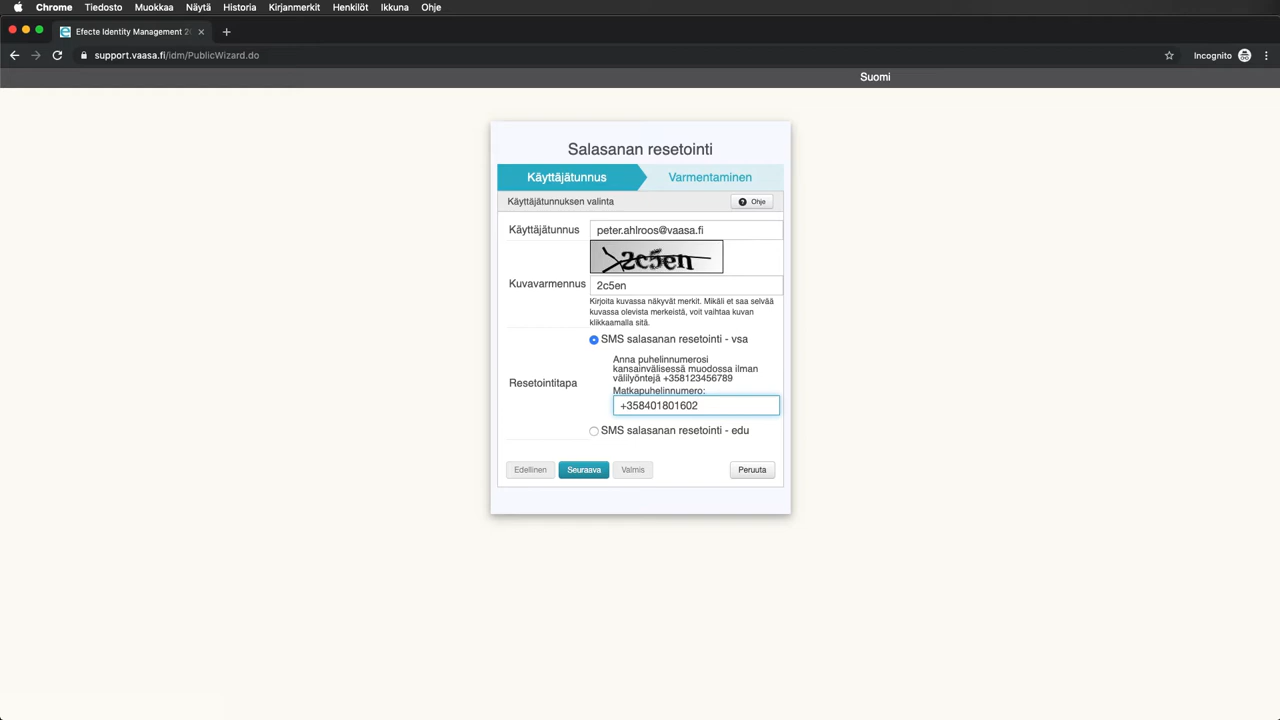 Chrome Tiedosto Muokkaa Näytä Historia Kirjanmerkit Henkilöt Ikkuna Ohje
Efecte Identity Management 20
support.vaasa.fi/idm/PublicWizard.do
Incognito
Suomi
Salasanan resetointi
Käyttäjätunnus
Varmentaminen
Käyttäjätunnuksen valinta
Ohje
Käyttäjätunnus
peter.ahlroos@vaasa.fi
2c5en
Kuvavarmennus
2c5en
Kirjoita kuvassa näkyvät merkit. Mikäli et saa selvää
kuvassa olevista merkeistä, voit vaihtaa kuvan
klikkaamalla sitä.
SMS salasanan resetointi - vsa
Anna puhelinnumerosi
kansainvälisessä muodossa ilman
välilyöntejä +358123456789
Resetointitapa
Matkapuhelinnumero:
+358401801602
SMS salasanan resetointi - edu
Edellinen
Seuraava
Valmis
Peruuta